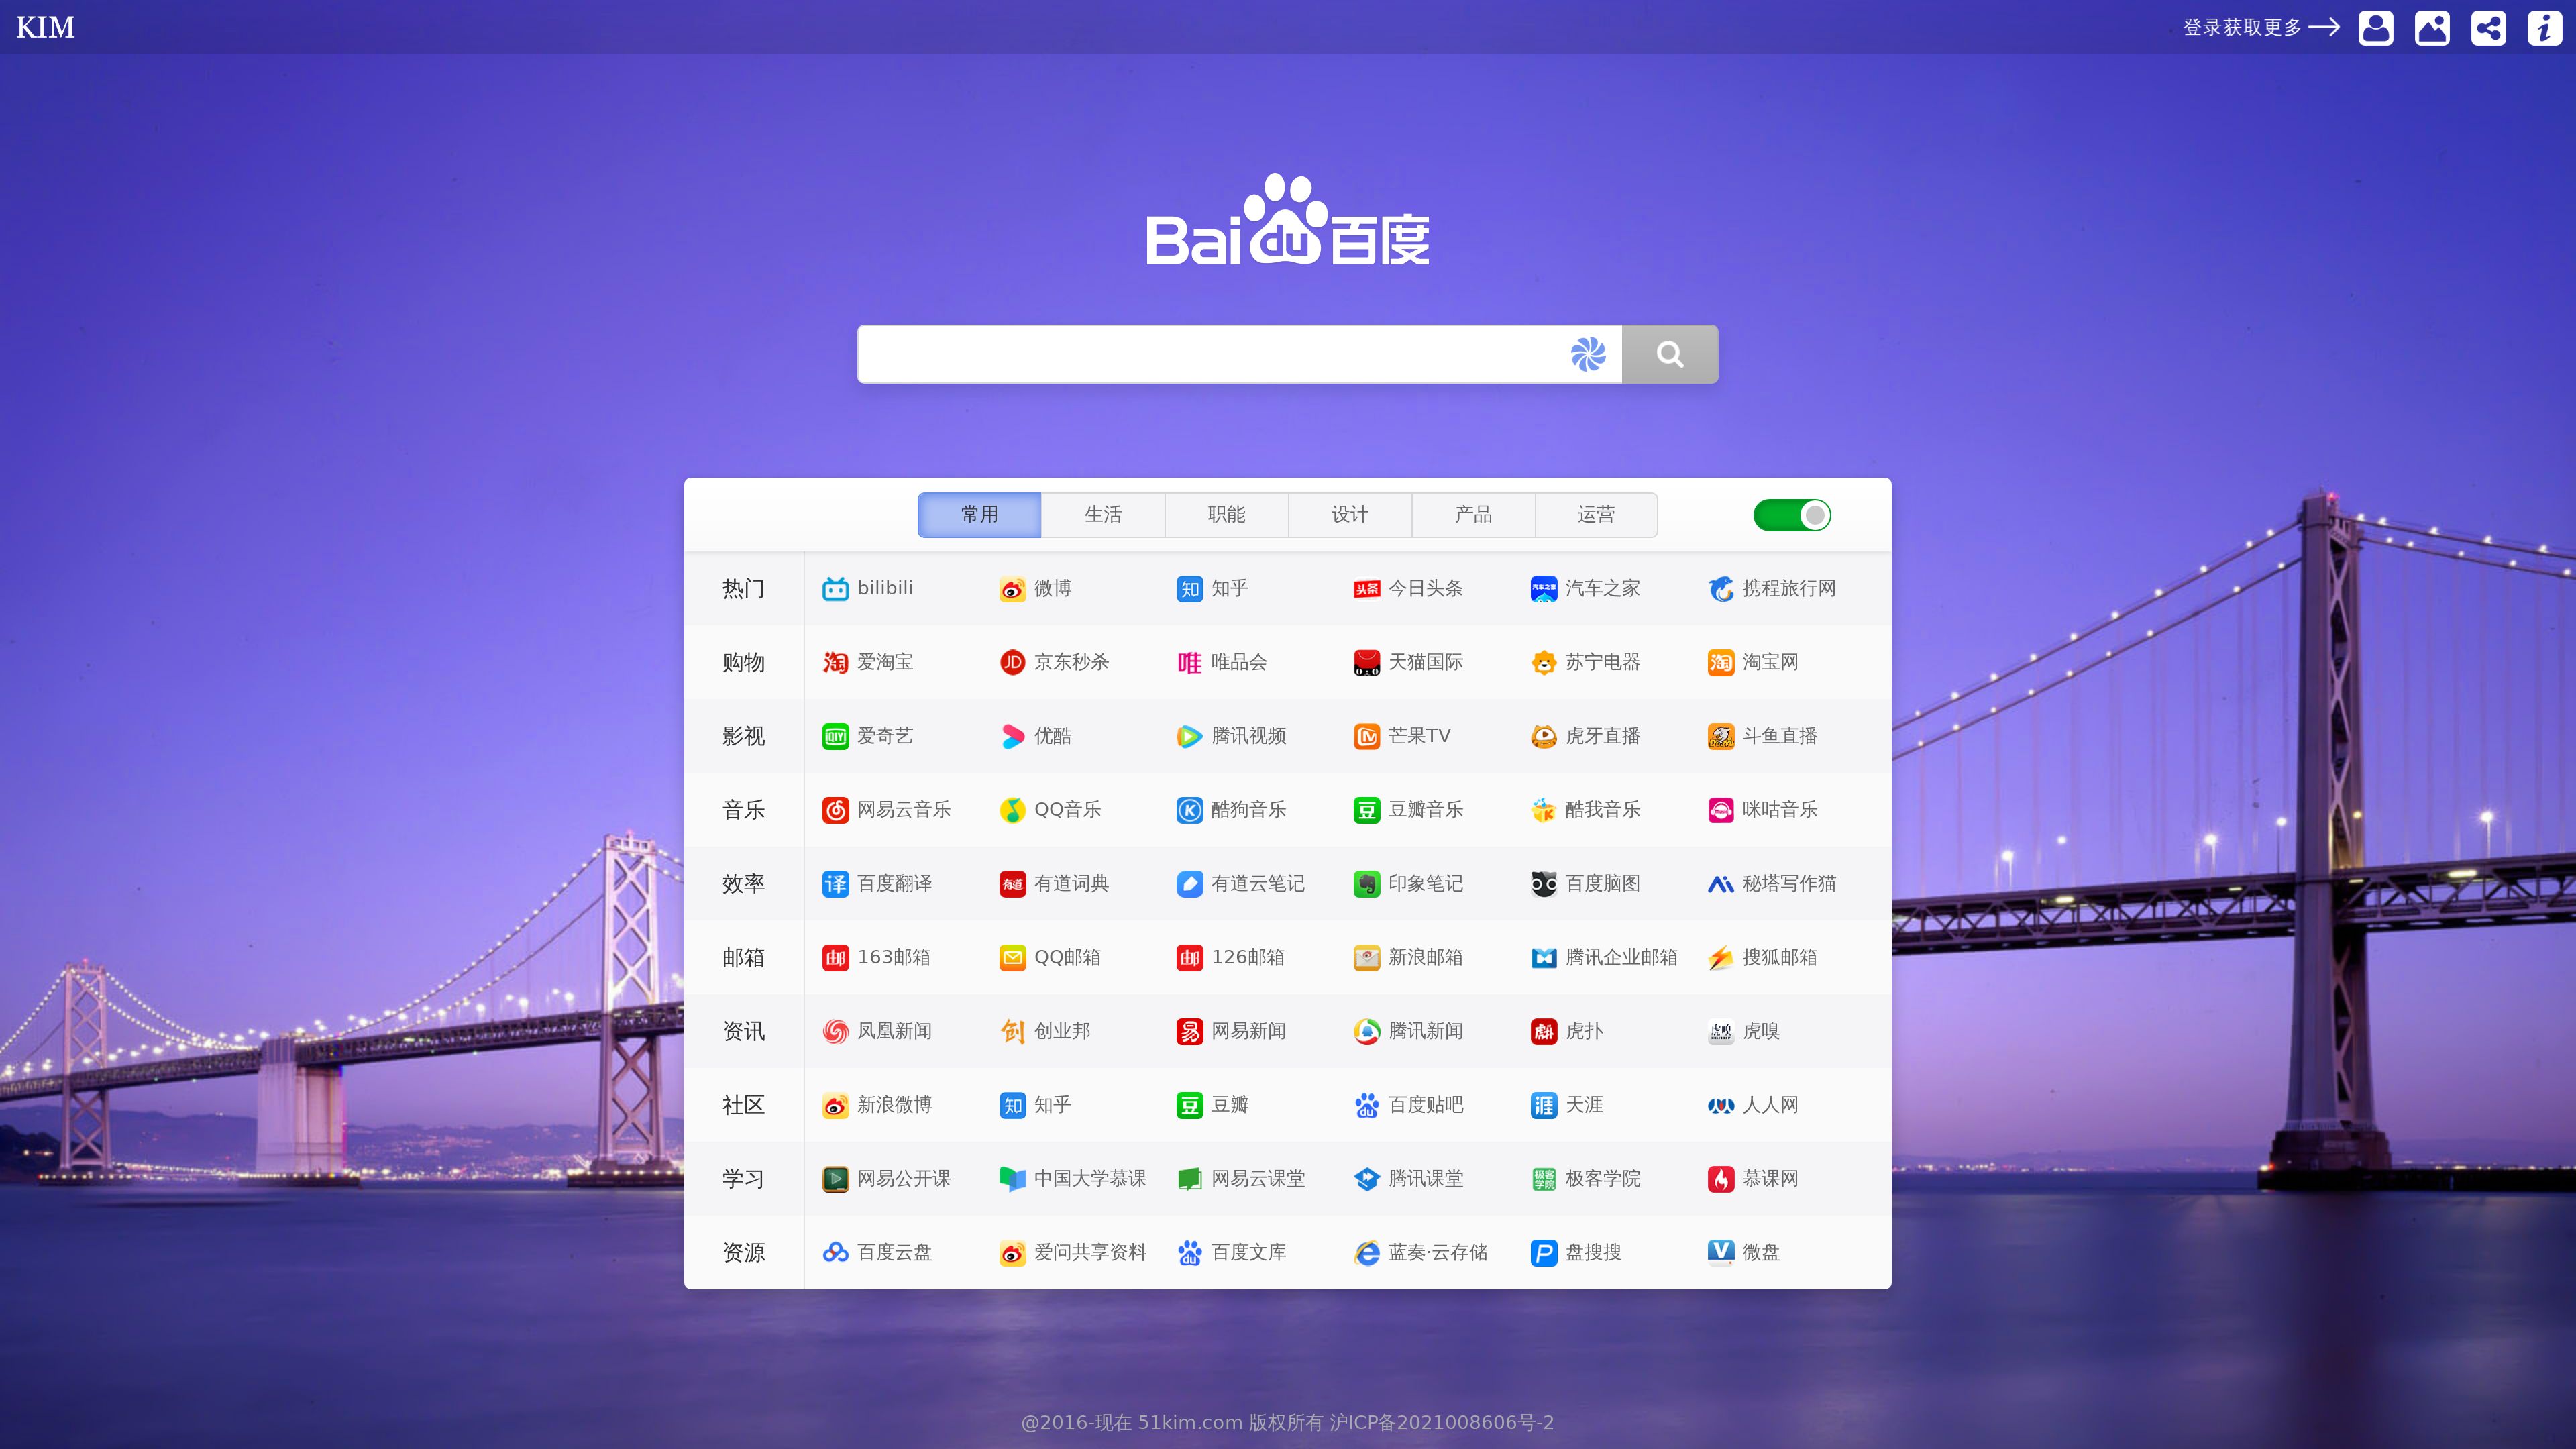 KIM
登录获取更多
Bai du 百度
常用 生活 职能 设计 产品 运营
热门 bilibili 微博 知乎 今日头条 汽车之家 携程旅行网
购物 爱淘宝 京东秒杀 唯品会 天猫国际 苏宁电器 淘宝网
影视 爱奇艺 优酷 腾讯视频 芒果TV 虎牙直播 斗鱼直播
音乐 网易云音乐 QQ音乐 酷狗音乐 豆瓣音乐 酷我音乐 咪咕音乐
效率 百度翻译 有道词典 有道云笔记 印象笔记 百度脑图 秘塔写作猫
邮箱 163邮箱 QQ邮箱 126邮箱 新浪邮箱 腾讯企业邮箱 搜狐邮箱
资讯 凤凰新闻 创业邦 网易新闻 腾讯新闻 虎扑 虎嗅
社区 新浪微博 知乎 豆瓣 百度贴吧 天涯 人人网
学习 网易公开课 中国大学慕课 网易云课堂 腾讯课堂 极客学院 慕课网
资源 百度云盘 爱问共享资料 百度文库 蓝奏·云存储 盘搜搜 微盘
@2016-现在 51kim.com 版权所有 沪ICP备2021008606号-2